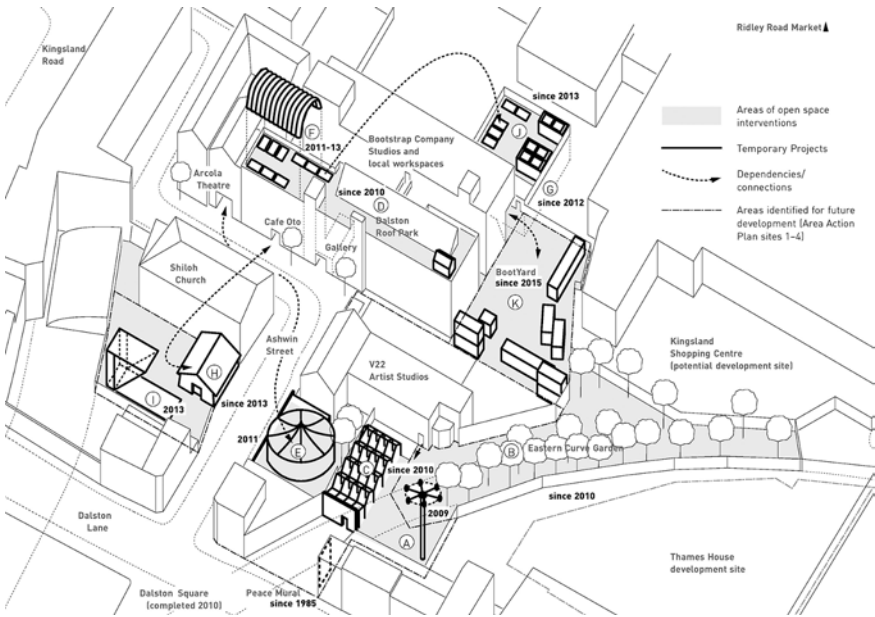 Kingsland
Road
Ridley Road Market
since 2013
Areas of open space
interventions
Temporary Projects
Dependencies/
connections
Areas identified for future
development (Area Action
Plan sites 1–4)
F
2011-13
J
Bootstrap Company
Studios and
local workspaces
Arcola
Theatre
since 2010
D
Dalston
Roof Park
G
since 2012
Cafe Oto
Gallery
Shiloh
Church
BootYard
since 2015
K
Ashwin
Street
V22
Artist Studios
Kingsland
Shopping Centre
(potential development site)
H
since 2013
I
2013
2011
E
C
since 2010
B
Eastern Curve Garden
since 2010
2009
A
Dalston
Lane
Thames House
development site
Dalston Square
(completed 2010)
Peace Mural
since 1985